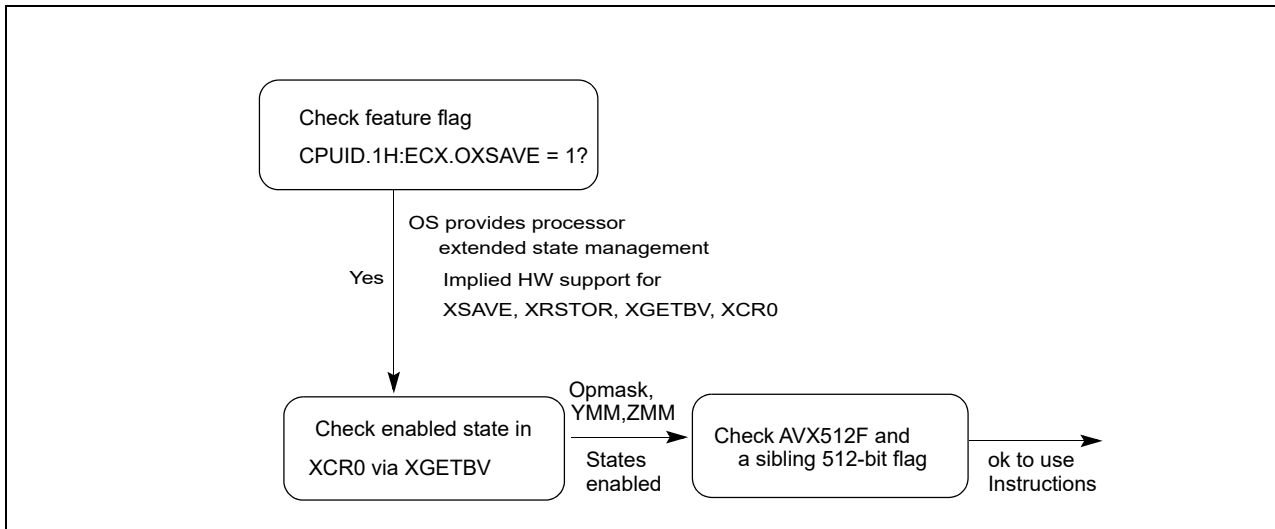 Check feature flag
CPUID.1H:ECX.OXSAVE = 1?
OS provides processor
extended state management
Yes
Implied HW support for
XSAVE, XRSTOR, XGETBV, XCR0
Check enabled state in
XCR0 via XGETBV
Opmask,
YMM,ZMM
States
enabled
Check AVX512F and
a sibling 512-bit flag
ok to use
Instructions